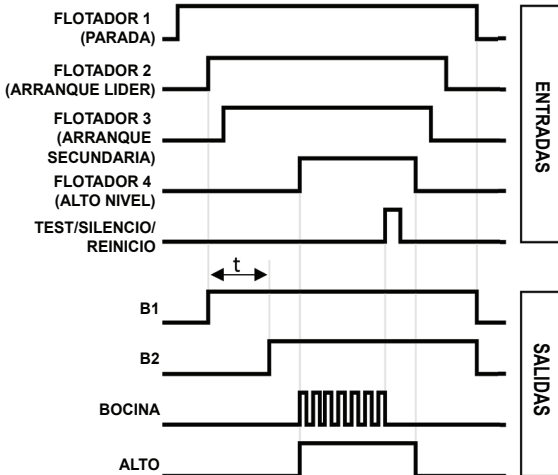 FLOTADOR 1
(PARADA)
FLOTADOR 2
(ARRANQUE LIDER)
FLOTADOR 3
(ARRANQUE
SECUNDARIA)
FLOTADOR 4
(ALTO NIVEL)
TEST/SILENCIO/
REINICIO
ENTRADAS
t
B1
B2
BOCINA
ALTO
SALIDAS